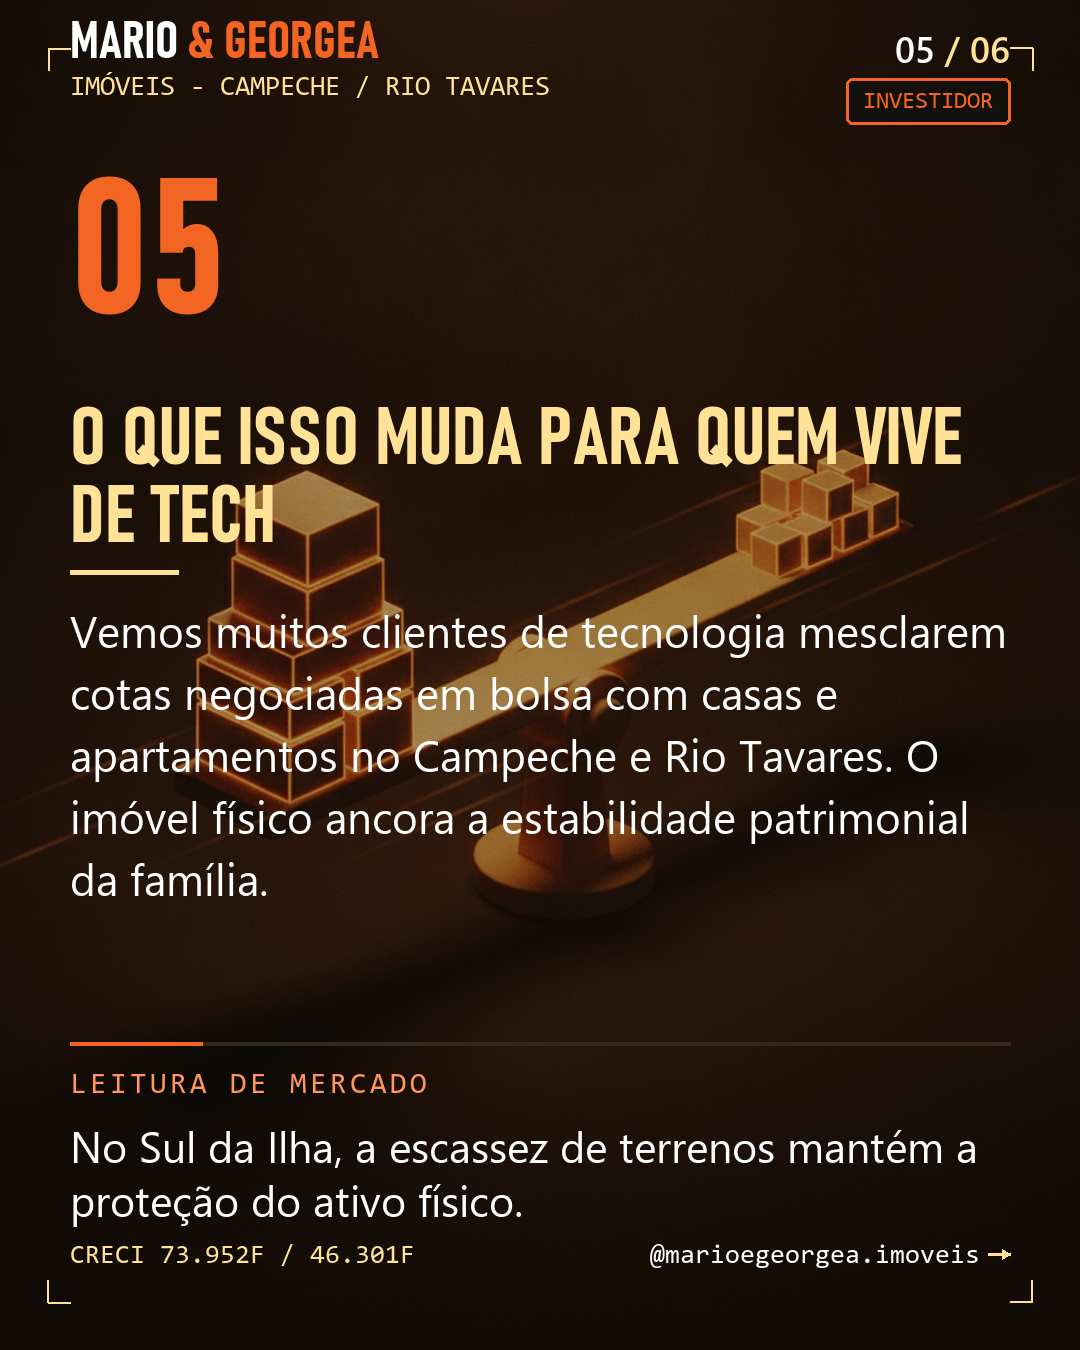 MARIO & GEORGEA
IMÓVEIS - CAMPECHE / RIO TAVARES
05 / 06
INVESTIDOR
05
O QUE ISSO MUDA PARA QUEM VIVE
DE TECH
Vemos muitos clientes de tecnologia mesclarem
cotas negociadas em bolsa com casas e
apartamentos no Campeche e Rio Tavares. O
imóvel físico ancora a estabilidade patrimonial
da família.
LEITURA DE MERCADO
No Sul da Ilha, a escassez de terrenos mantém a
proteção do ativo físico.
CRECI 73.952F / 46.301F
@marioegeorgea.imoveis →